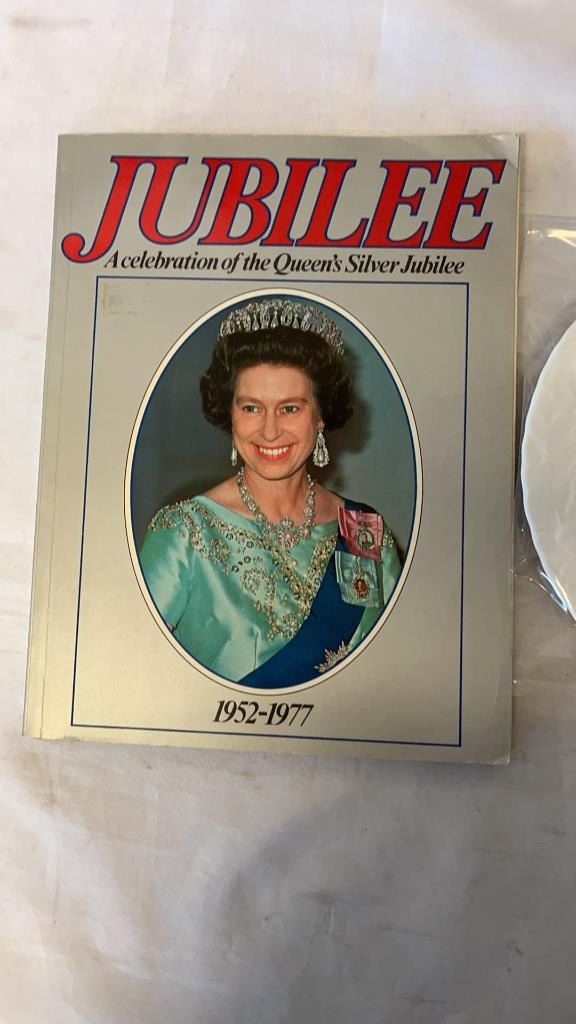 JUBILEE
A celebration of the Queen's Silver Jubilee
1952-1977